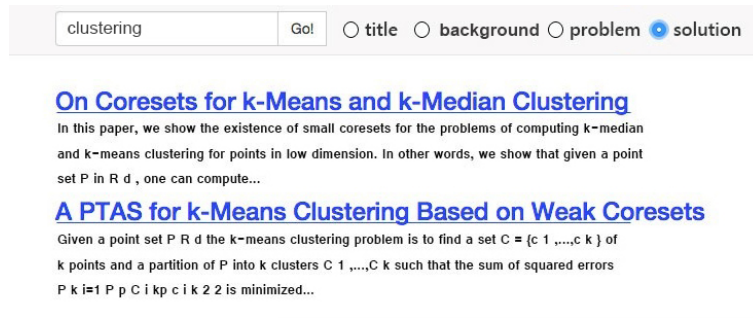 clustering Go! title background problem solution
On Coresets for k-Means and k-Median Clustering
In this paper, we show the existence of small coresets for the problems of computing k-median
and k-means clustering for points in low dimension. In other words, we show that given a point
set P in R d , one can compute...
A PTAS for k-Means Clustering Based on Weak Coresets
Given a point set P R d the k-means clustering problem is to find a set C = {c 1 ,...,c k } of
k points and a partition of P into k clusters C 1 ,...,C k such that the sum of squared errors
P k i=1 P p C i kp c i k 2 2 is minimized...